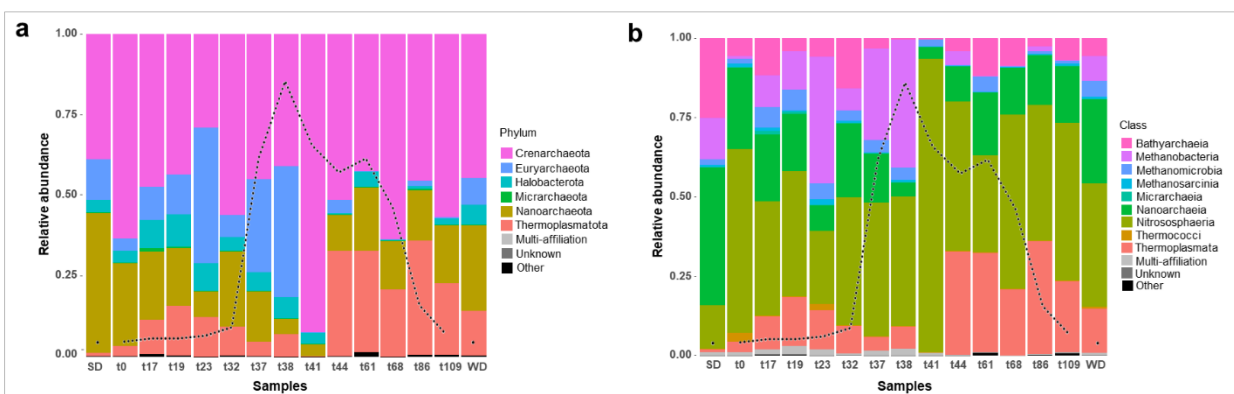 a
1.00
0.75
0.50
0.25
0.00
Relative abundance
SD t0 t17 t19 t23 t32 t37 t38 t41 t44 t61 t68 t86 t109 WD
Samples
Phylum
Crenarchaeota
Euryarchaeota
Halobacterota
Micrarchaeota
Nanoarchaeota
Thermoplasmatota
Multi-affiliation
Unknown
Other
b
1.00
0.75
0.50
0.25
0.00
Relative abundance
SD t0 t17 t19 t23 t32 t37 t38 t41 t44 t61 t68 t86 t109 WD
Samples
Class
Bathyarchaeia
Methanobacteria
Methanomicrobia
Methanosarcinia
Micrarchaeia
Nanoarchaeia
Nitrososphaeria
Thermococci
Thermoplasmata
Multi-affiliation
Unknown
Other